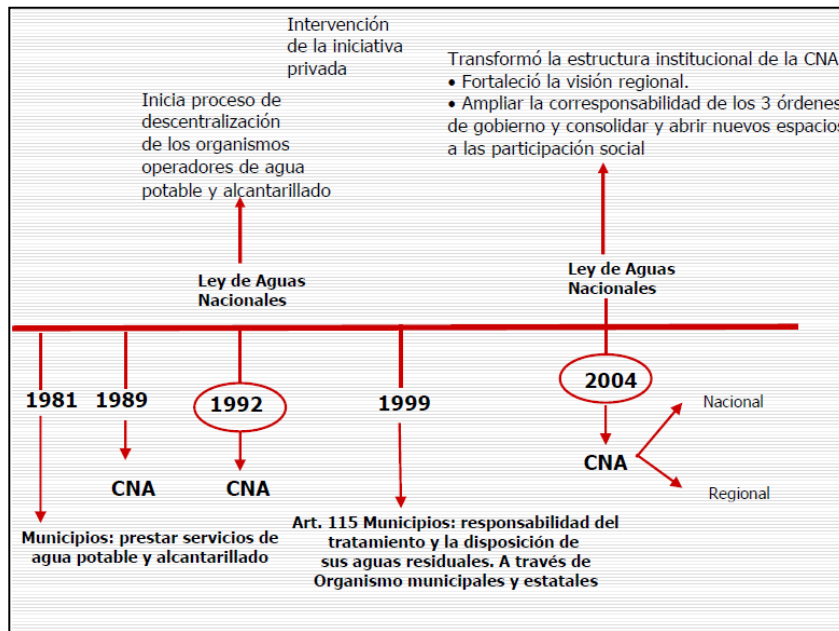 Intervención
de la iniciativa
privada
Transformó la estructura institucional de la CNA
• Fortaleció la visión regional.
• Ampliar la corresponsabilidad de los 3 órdenes
de gobierno y consolidar y abrir nuevos espacios
a las participación social
Inicia proceso de
descentralización
de los organismos
operadores de agua
potable y alcantarillado
Ley de Aguas
Nacionales
Ley de Aguas
Nacionales
1981
1989
1992
1999
2004
Nacional
CNA
CNA
CNA
Regional
Municipios: prestar servicios de
agua potable y alcantarillado
Art. 115 Municipios: responsabilidad del
tratamiento y la disposición de
sus aguas residuales. A través de
Organismo municipales y estatales